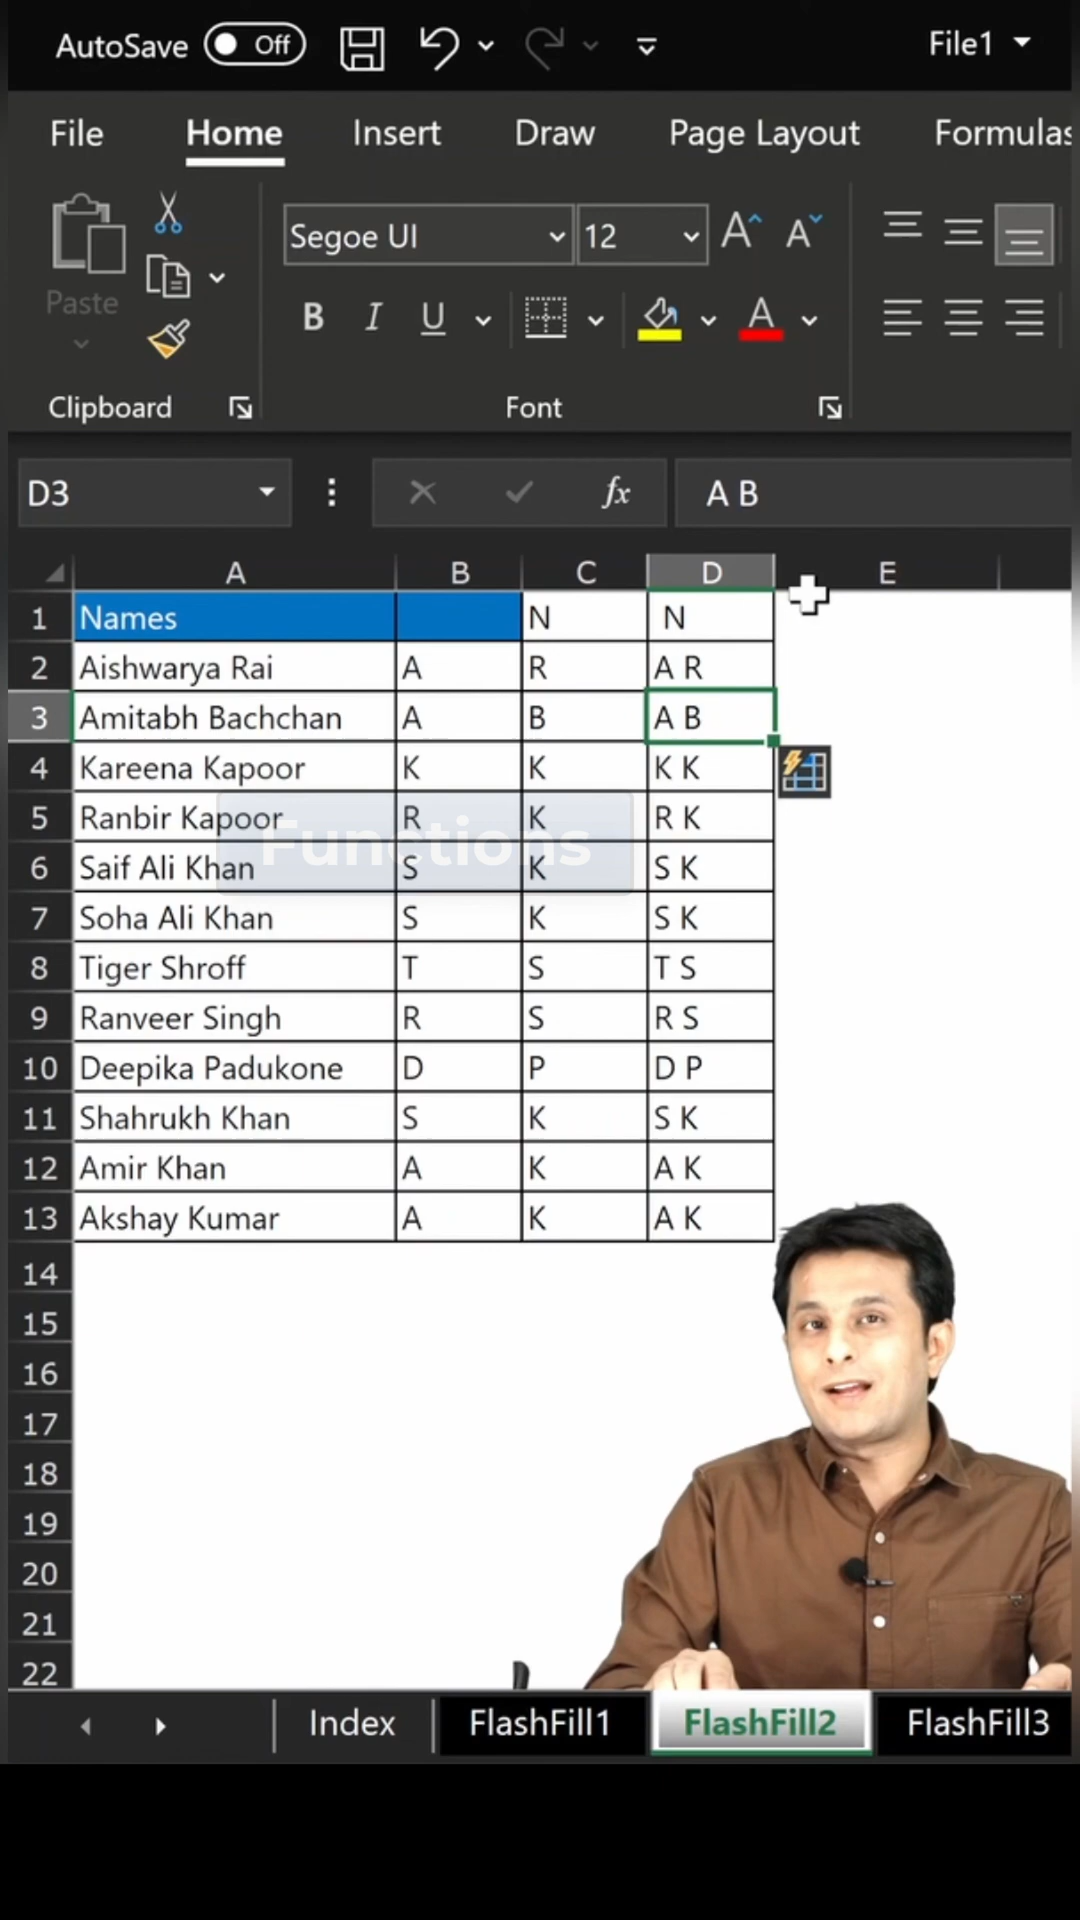 AutoSave Off File1
File Home Insert Draw Page Layout Formulas
Segoe UI 12 A A
Paste
B I U A
Clipboard Font
D3 fx A B
A B C D E
1 Names N N
2 Aishwarya Rai A R A R
3 Amitabh Bachchan A B A B
4 Kareena Kapoor K K K K
5 Ranbir Kapoor R K R K
Functions
6 Saif Ali Khan S K S K
7 Soha Ali Khan S K S K
8 Tiger Shroff T S T S
9 Ranveer Singh R S R S
10 Deepika Padukone D P D P
11 Shahrukh Khan S K S K
12 Amir Khan A K A K
13 Akshay Kumar A K A K
14
15
16
17
18
19
20
21
22
Index FlashFill1 FlashFill2 FlashFill3